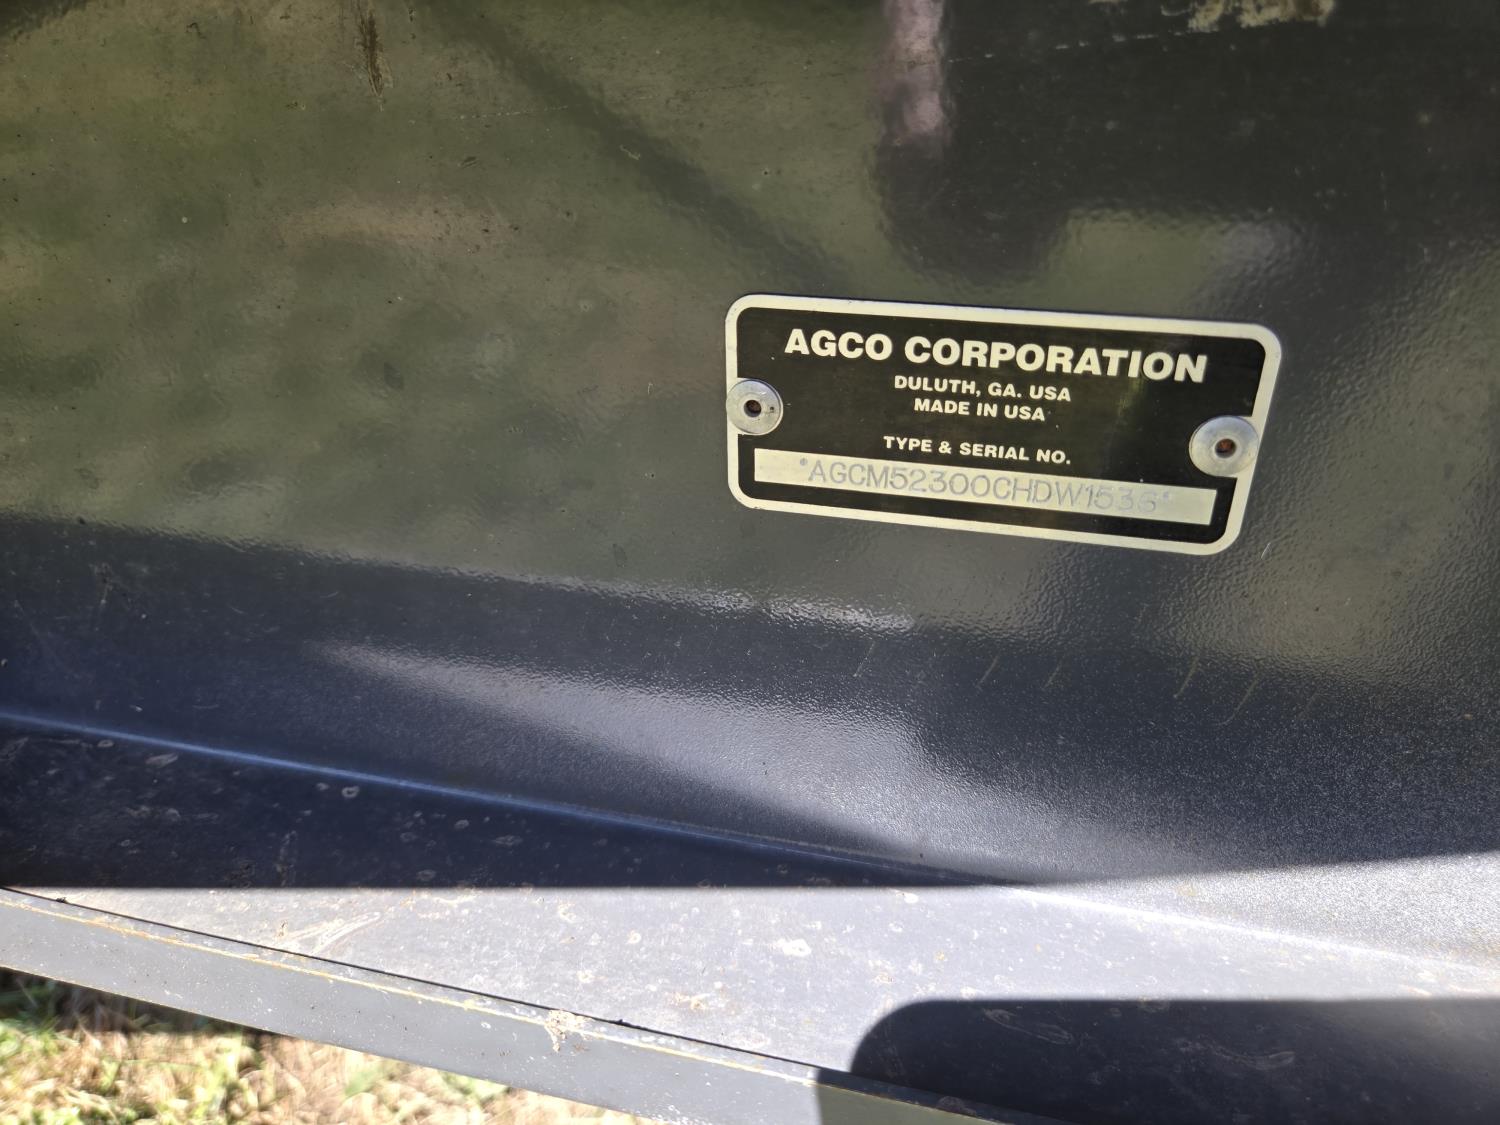 AGCO CORPORATION
DULUTH, GA. USA
MADE IN USA
TYPE & SERIAL NO.
*AGCM52300CHDW1536*